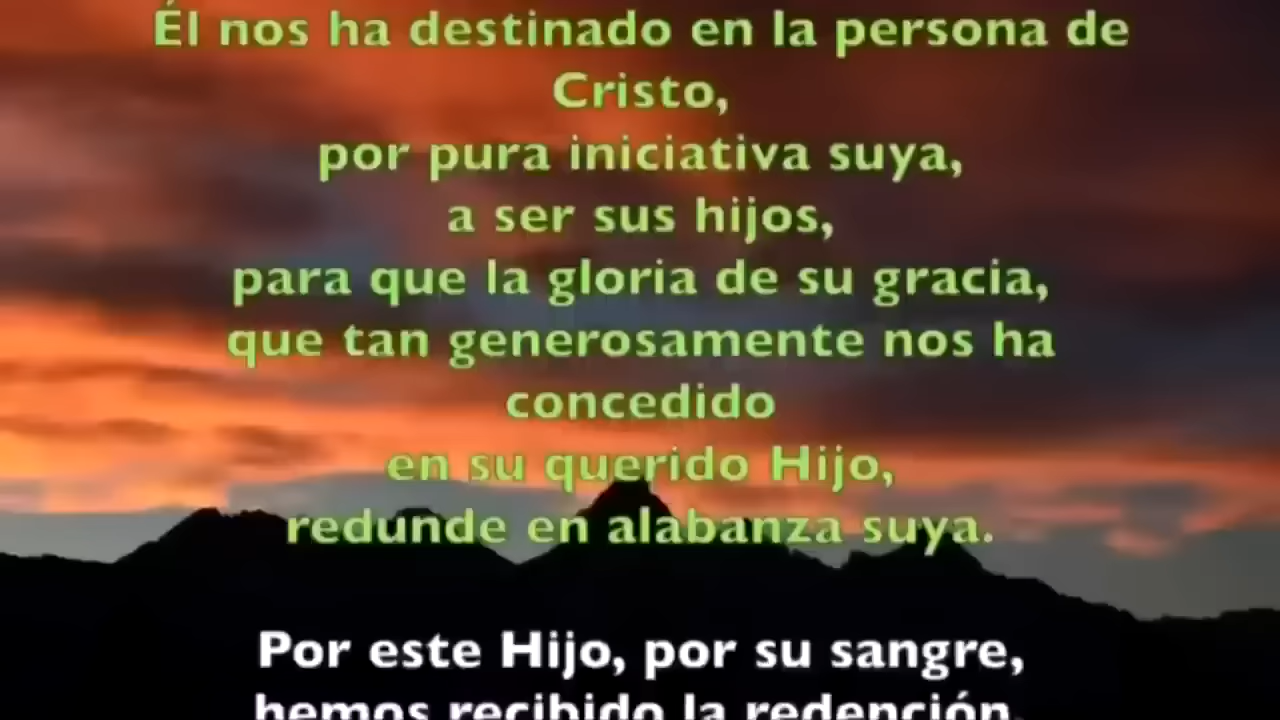 Él nos ha destinado en la persona de
Cristo,
por pura iniciativa suya,
a ser sus hijos,
para que la gloria de su gracia,
que tan generosamente nos ha
concedido
en su querido Hijo,
redunde en alabanza suya.
Por este Hijo, por su sangre,
hemos recibido la redención,